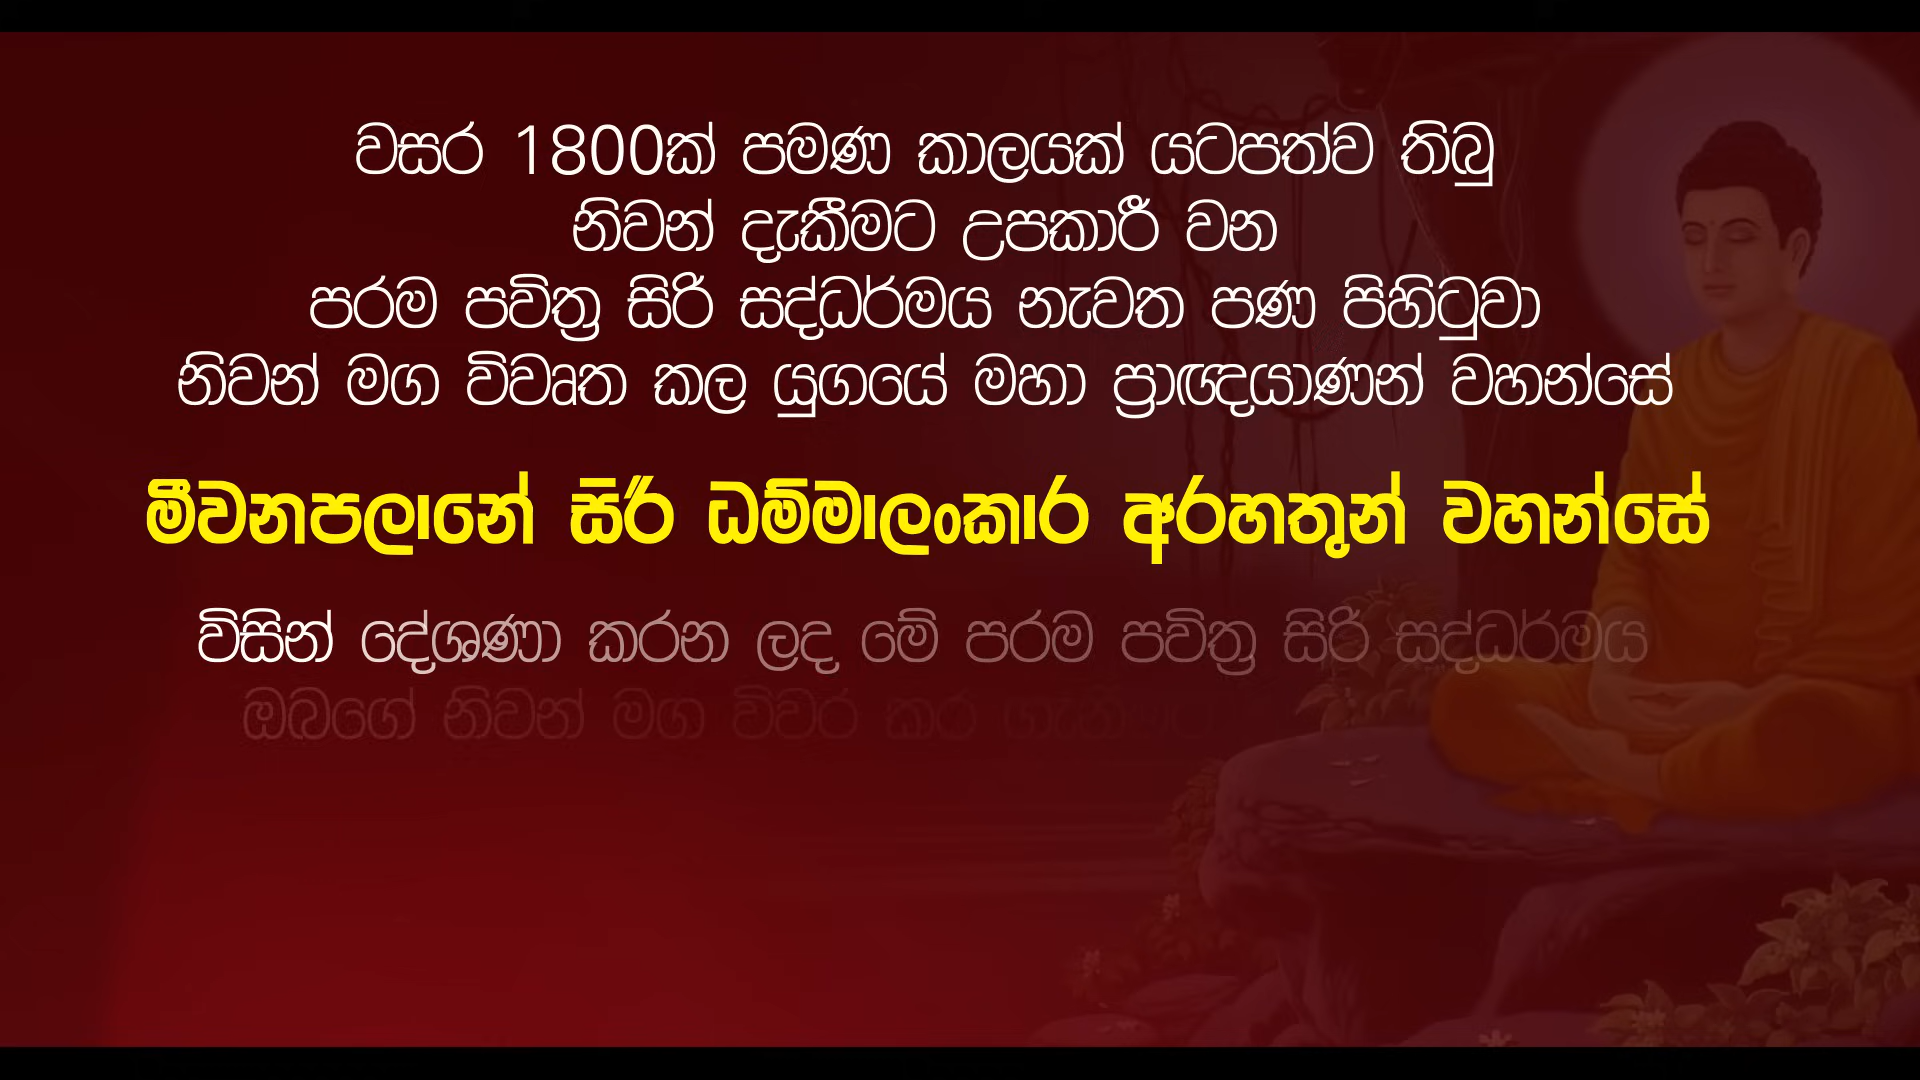 වසර 1800ක් පමණ කාලයක් යටපත්ව තිබු
නිවන් දැකීමට උපකාරී වන
පරම පවිත්‍ර සිරි සද්ධර්මය නැවත පණ පිහිටුවා
නිවන් මග විවෘත කල යුගයේ මහා ප්‍රාඥයාණන් වහන්සේ
මීවනපලානේ සිරි ධම්මාලංකාර අරහතුන් වහන්සේ
විසින් දේශණා කරන ලද මේ පරම පවිත්‍ර සිරි සද්ධර්මය
ඔබගේ නිවන් මග විවර කර